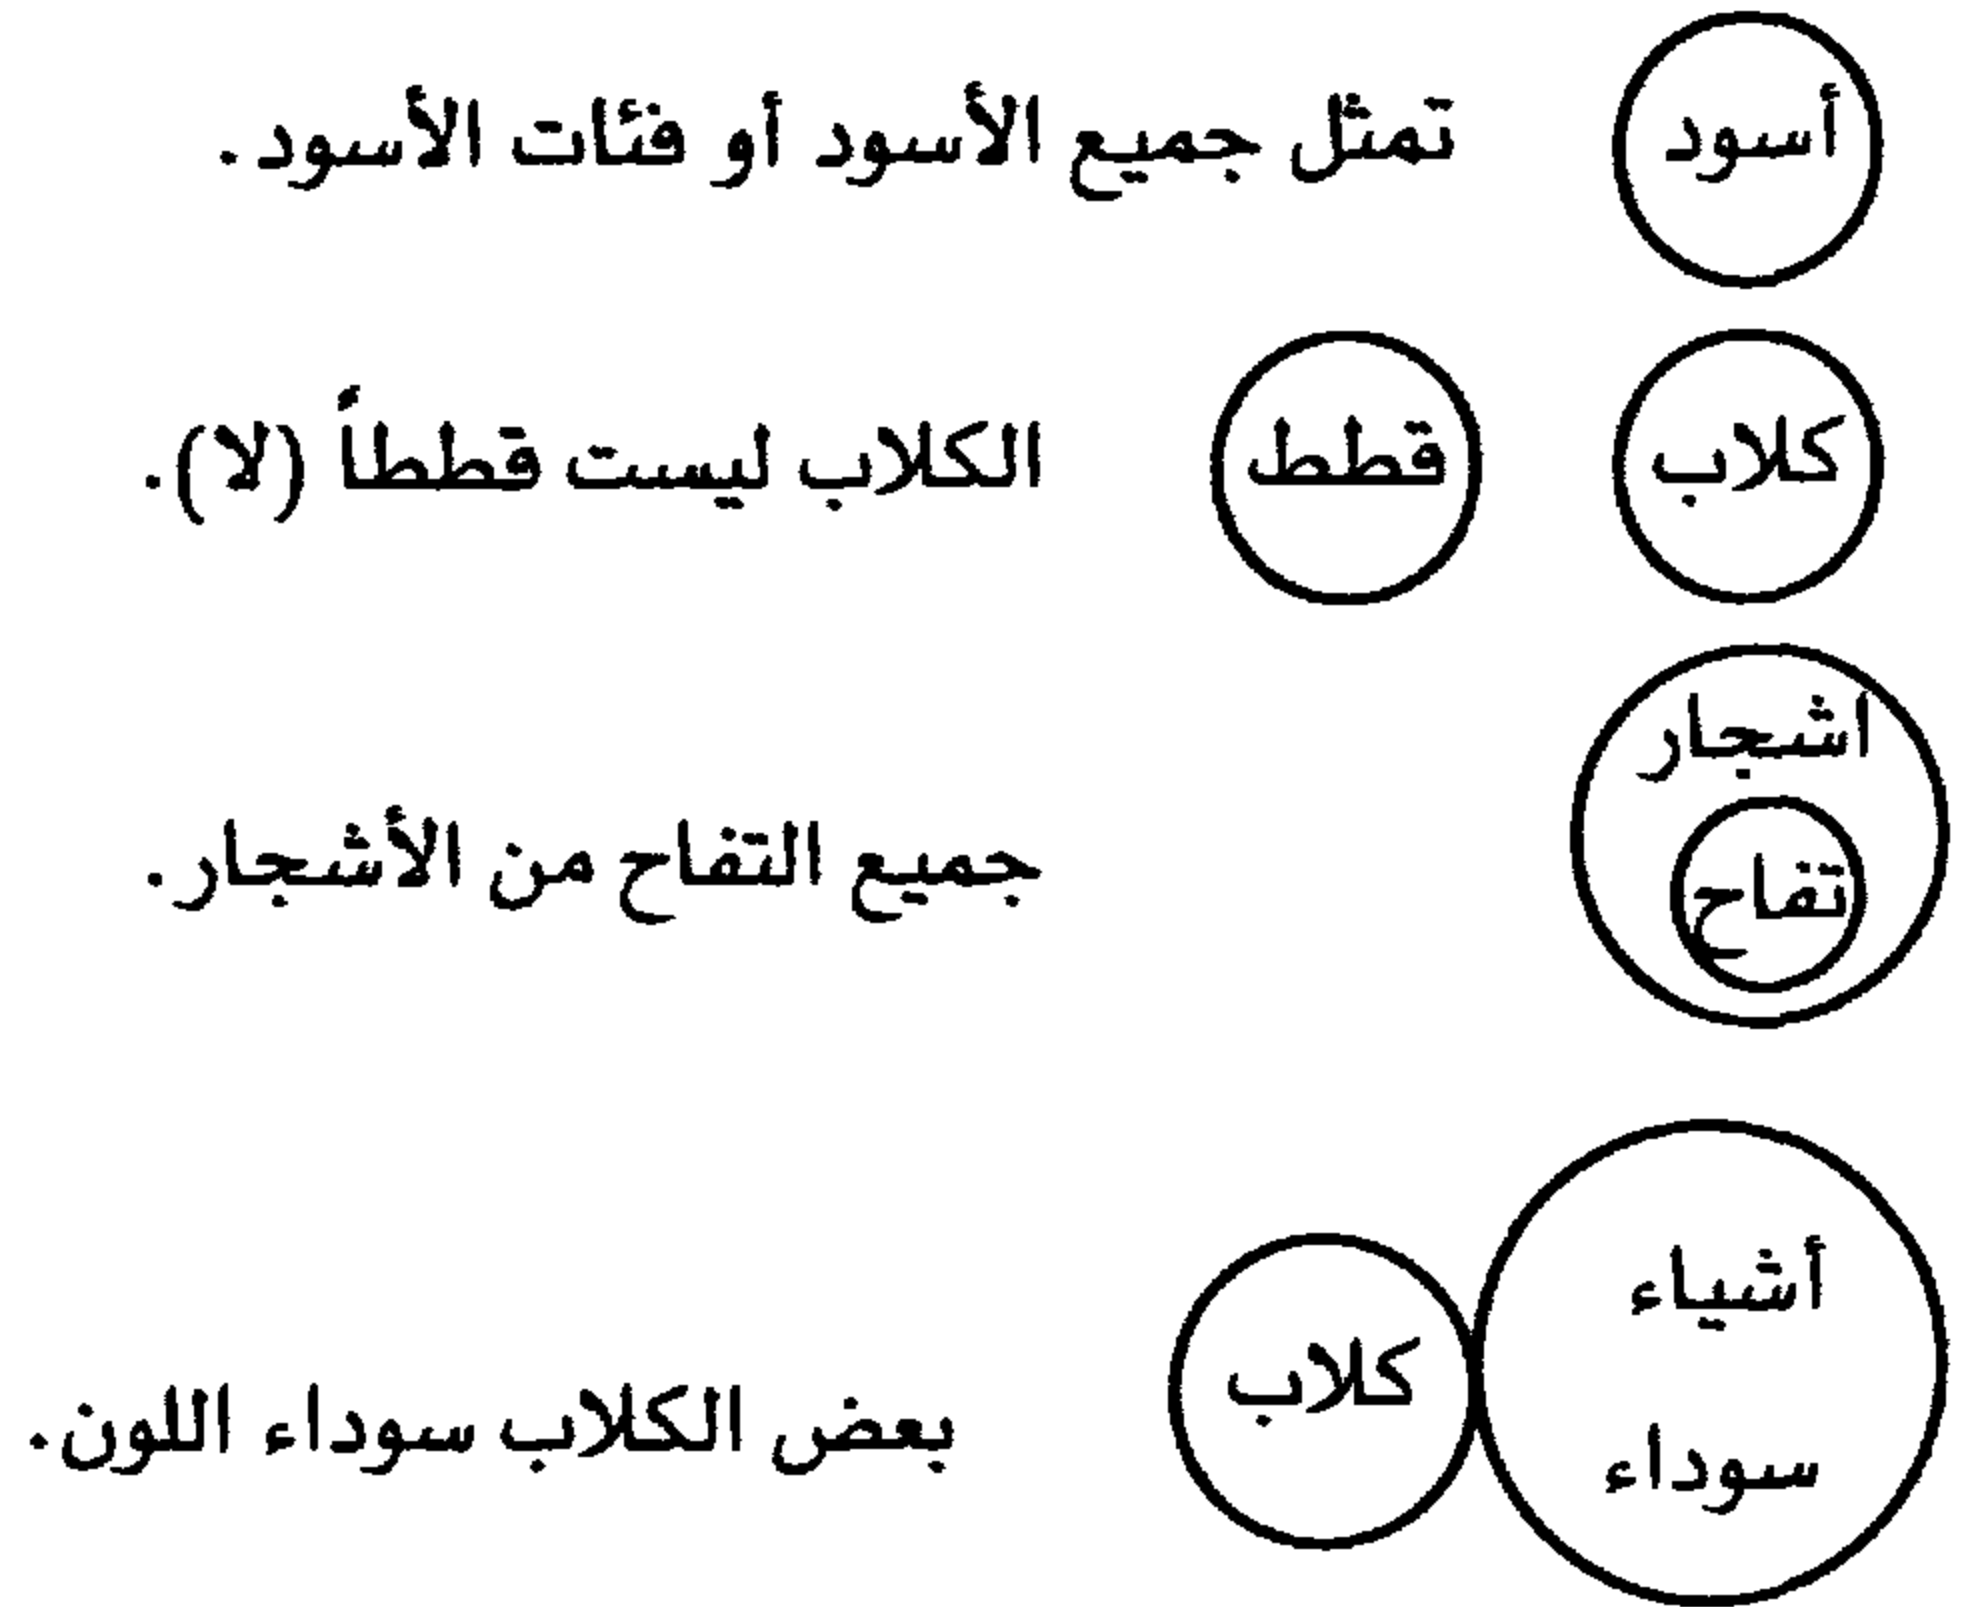 أسود
تمثل جميع الأسود أو فئات الأسود.
كلاب
قطط
الكلاب ليست قططاً (لا).
اشجار
تفاح
جميع التفاح من الأشجار.
أشياء
سوداء
كلاب
بعض الكلاب سوداء اللون.